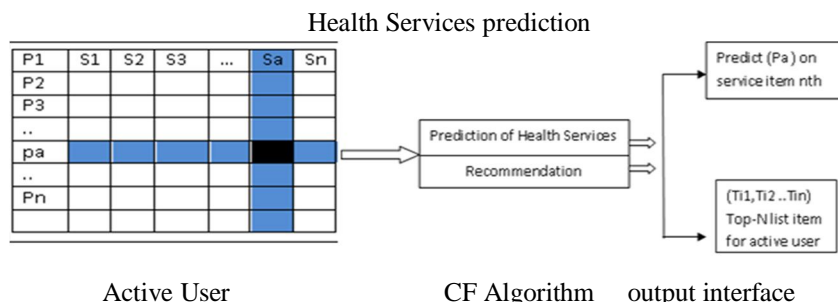 Health Services prediction
P1 S1 S2 S3 ... Sa Sn
P2
P3
..
pa
..
Pn
Prediction of Health Services
Recommendation
Predict (Pa) on
service item nth
(Ti1,Ti2 ..Tin)
Top-N list item
for active user
Active User CF Algorithm output interface